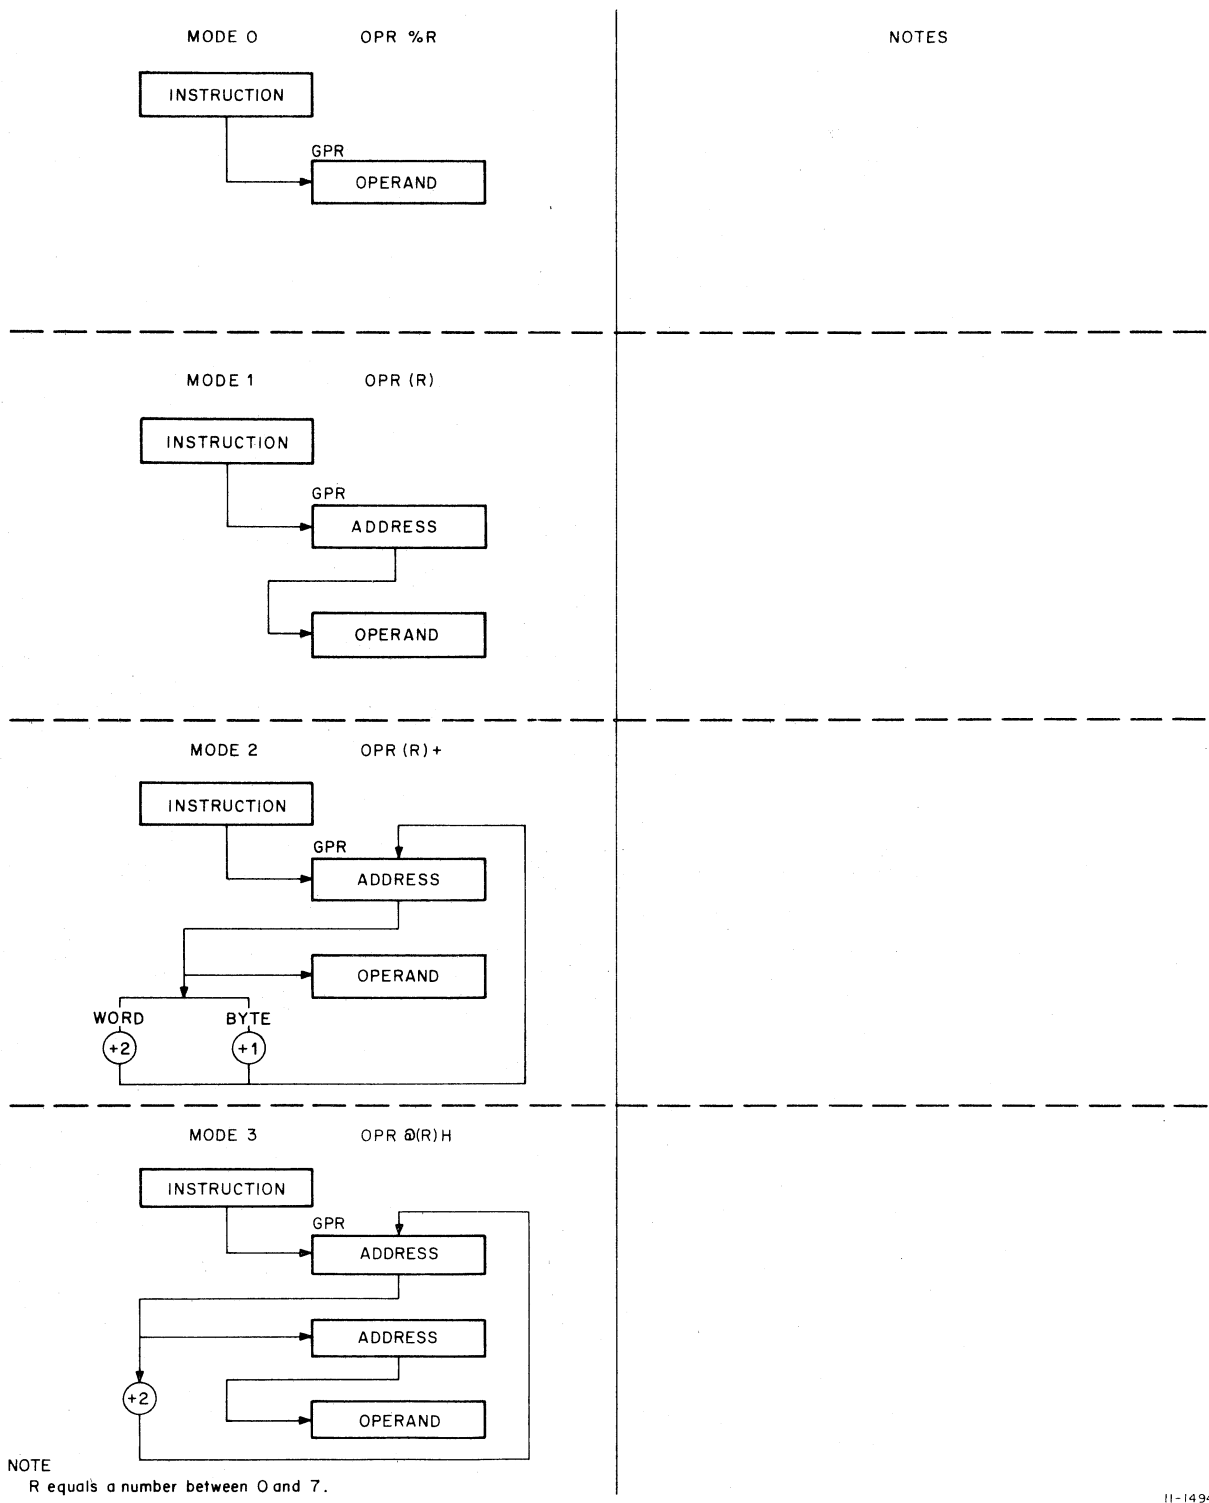 MODE 0 OPR %R NOTES
INSTRUCTION
GPR
OPERAND
MODE 1 OPR (R)
INSTRUCTION
GPR
ADDRESS
OPERAND
MODE 2 OPR (R)+
INSTRUCTION
GPR
ADDRESS
OPERAND
WORD BYTE
+2 +1
MODE 3 OPR @(R)H
INSTRUCTION
GPR
ADDRESS
ADDRESS
+2
OPERAND
NOTE
R equals a number between 0 and 7.
11-1494